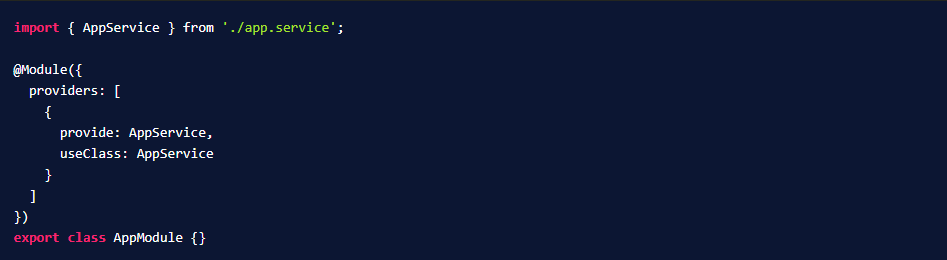 import { AppService } from './app.service';

@Module({
  providers: [
    {
      provide: AppService,
      useClass: AppService
    }
  ]
})
export class AppModule {}